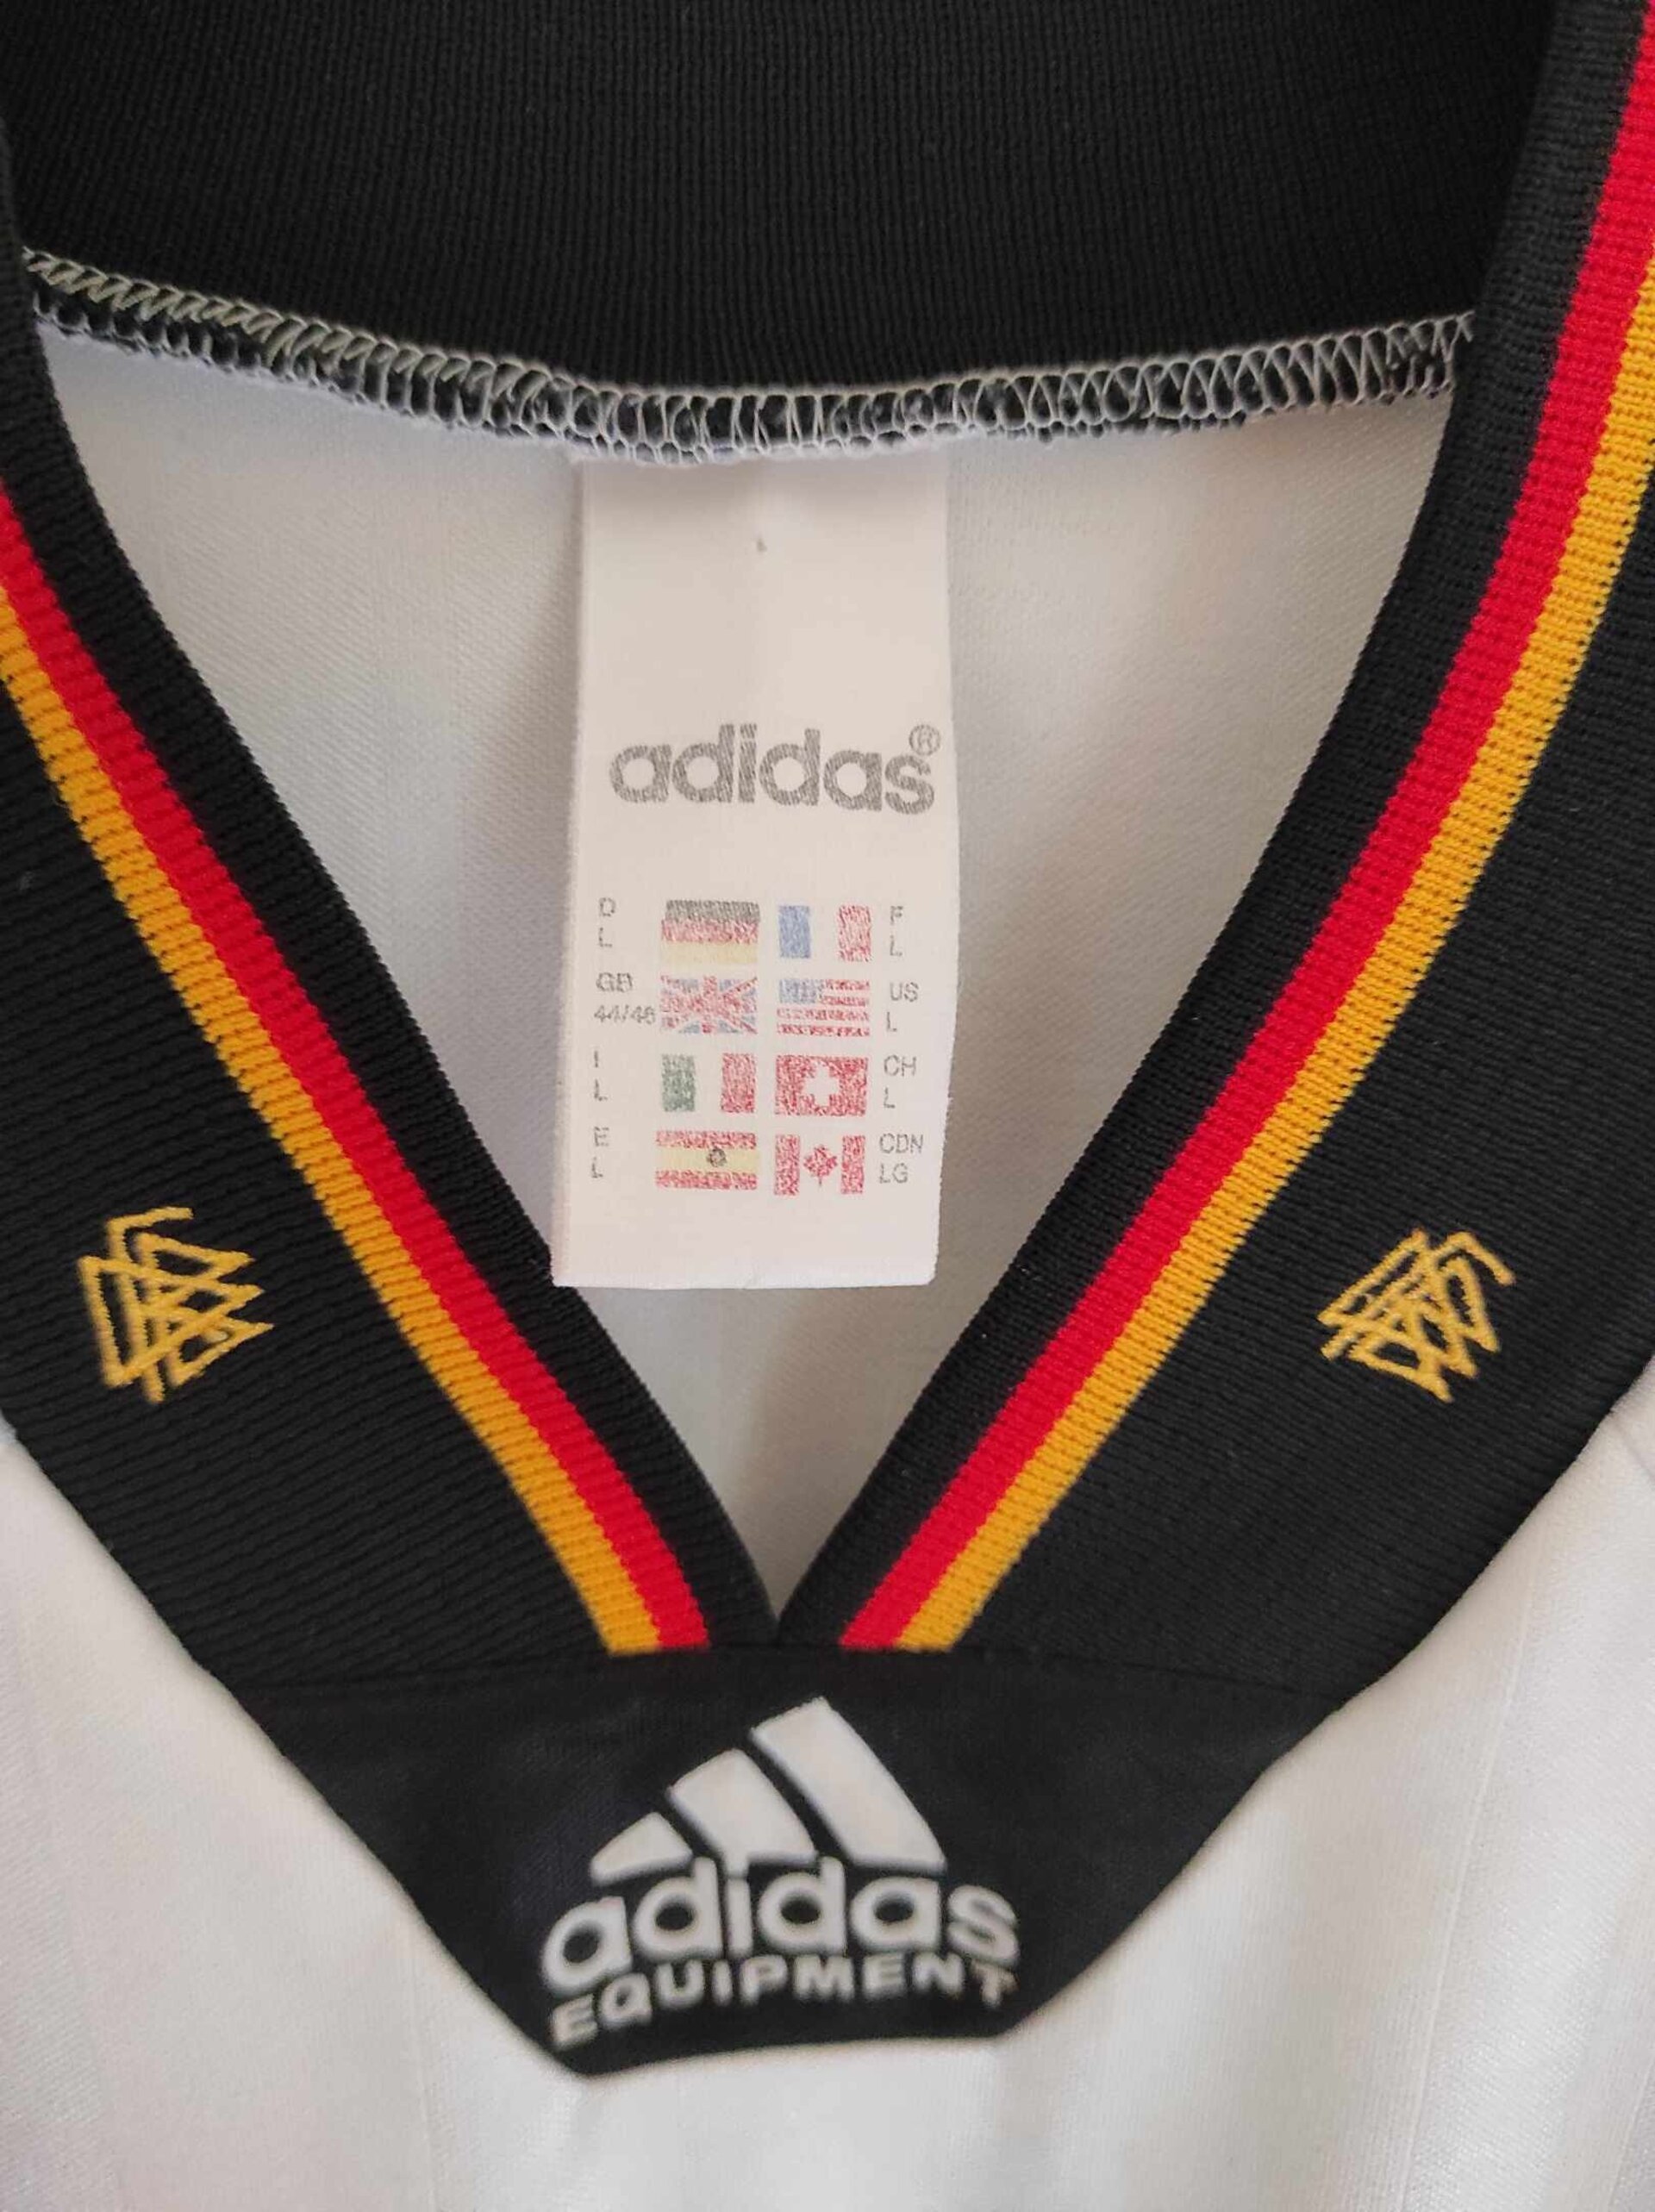 adidas®
D F
L L
GB US
44/46 L
I CH
L L
E CDN
L LG
adidas
EQUIPMENT